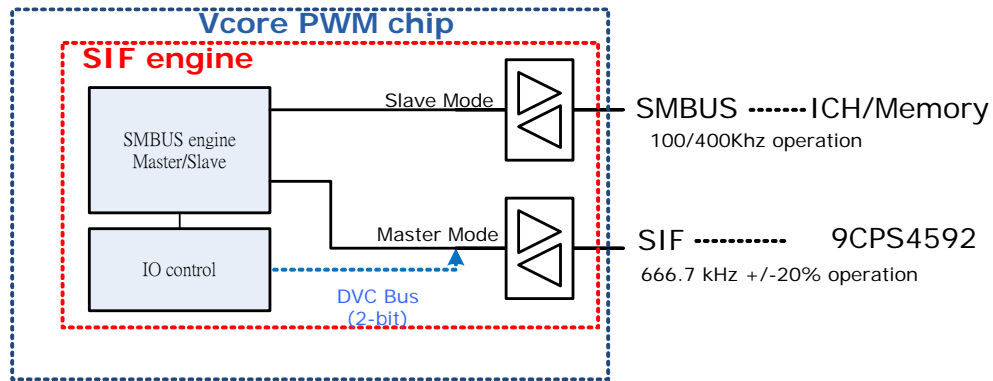 Vcore PWM chip
SIF engine
Slave Mode
SMBUS ------ ICH/Memory
100/400Khz operation
SMBUS engine
Master/Slave
Master Mode
SIF ---------- 9CPS4592
666.7 kHz +/-20% operation
IO control
DVC Bus
(2-bit)